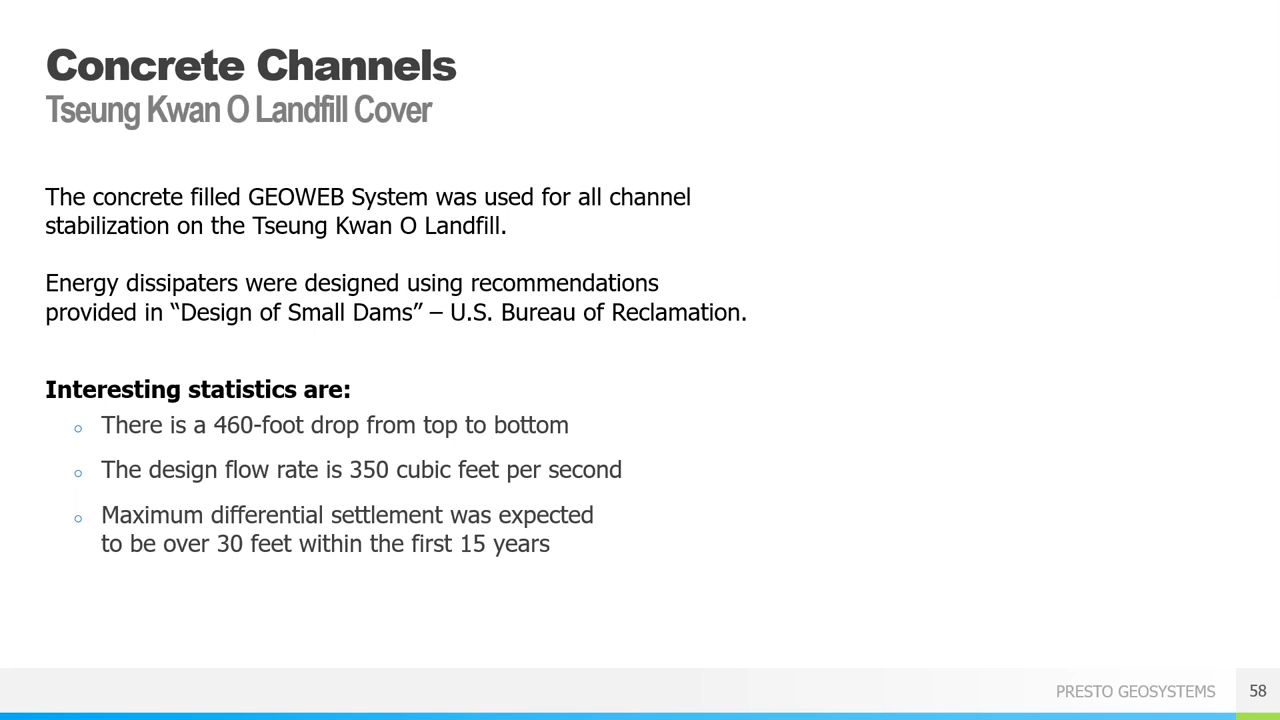 Concrete Channels
Tseung Kwan O Landfill Cover
The concrete filled GEOWEB System was used for all channel
stabilization on the Tseung Kwan O Landfill.
Energy dissipaters were designed using recommendations
provided in “Design of Small Dams” – U.S. Bureau of Reclamation.
Interesting statistics are:
There is a 460-foot drop from top to bottom
The design flow rate is 350 cubic feet per second
Maximum differential settlement was expected
to be over 30 feet within the first 15 years
PRESTO GEOSYSTEMS
58